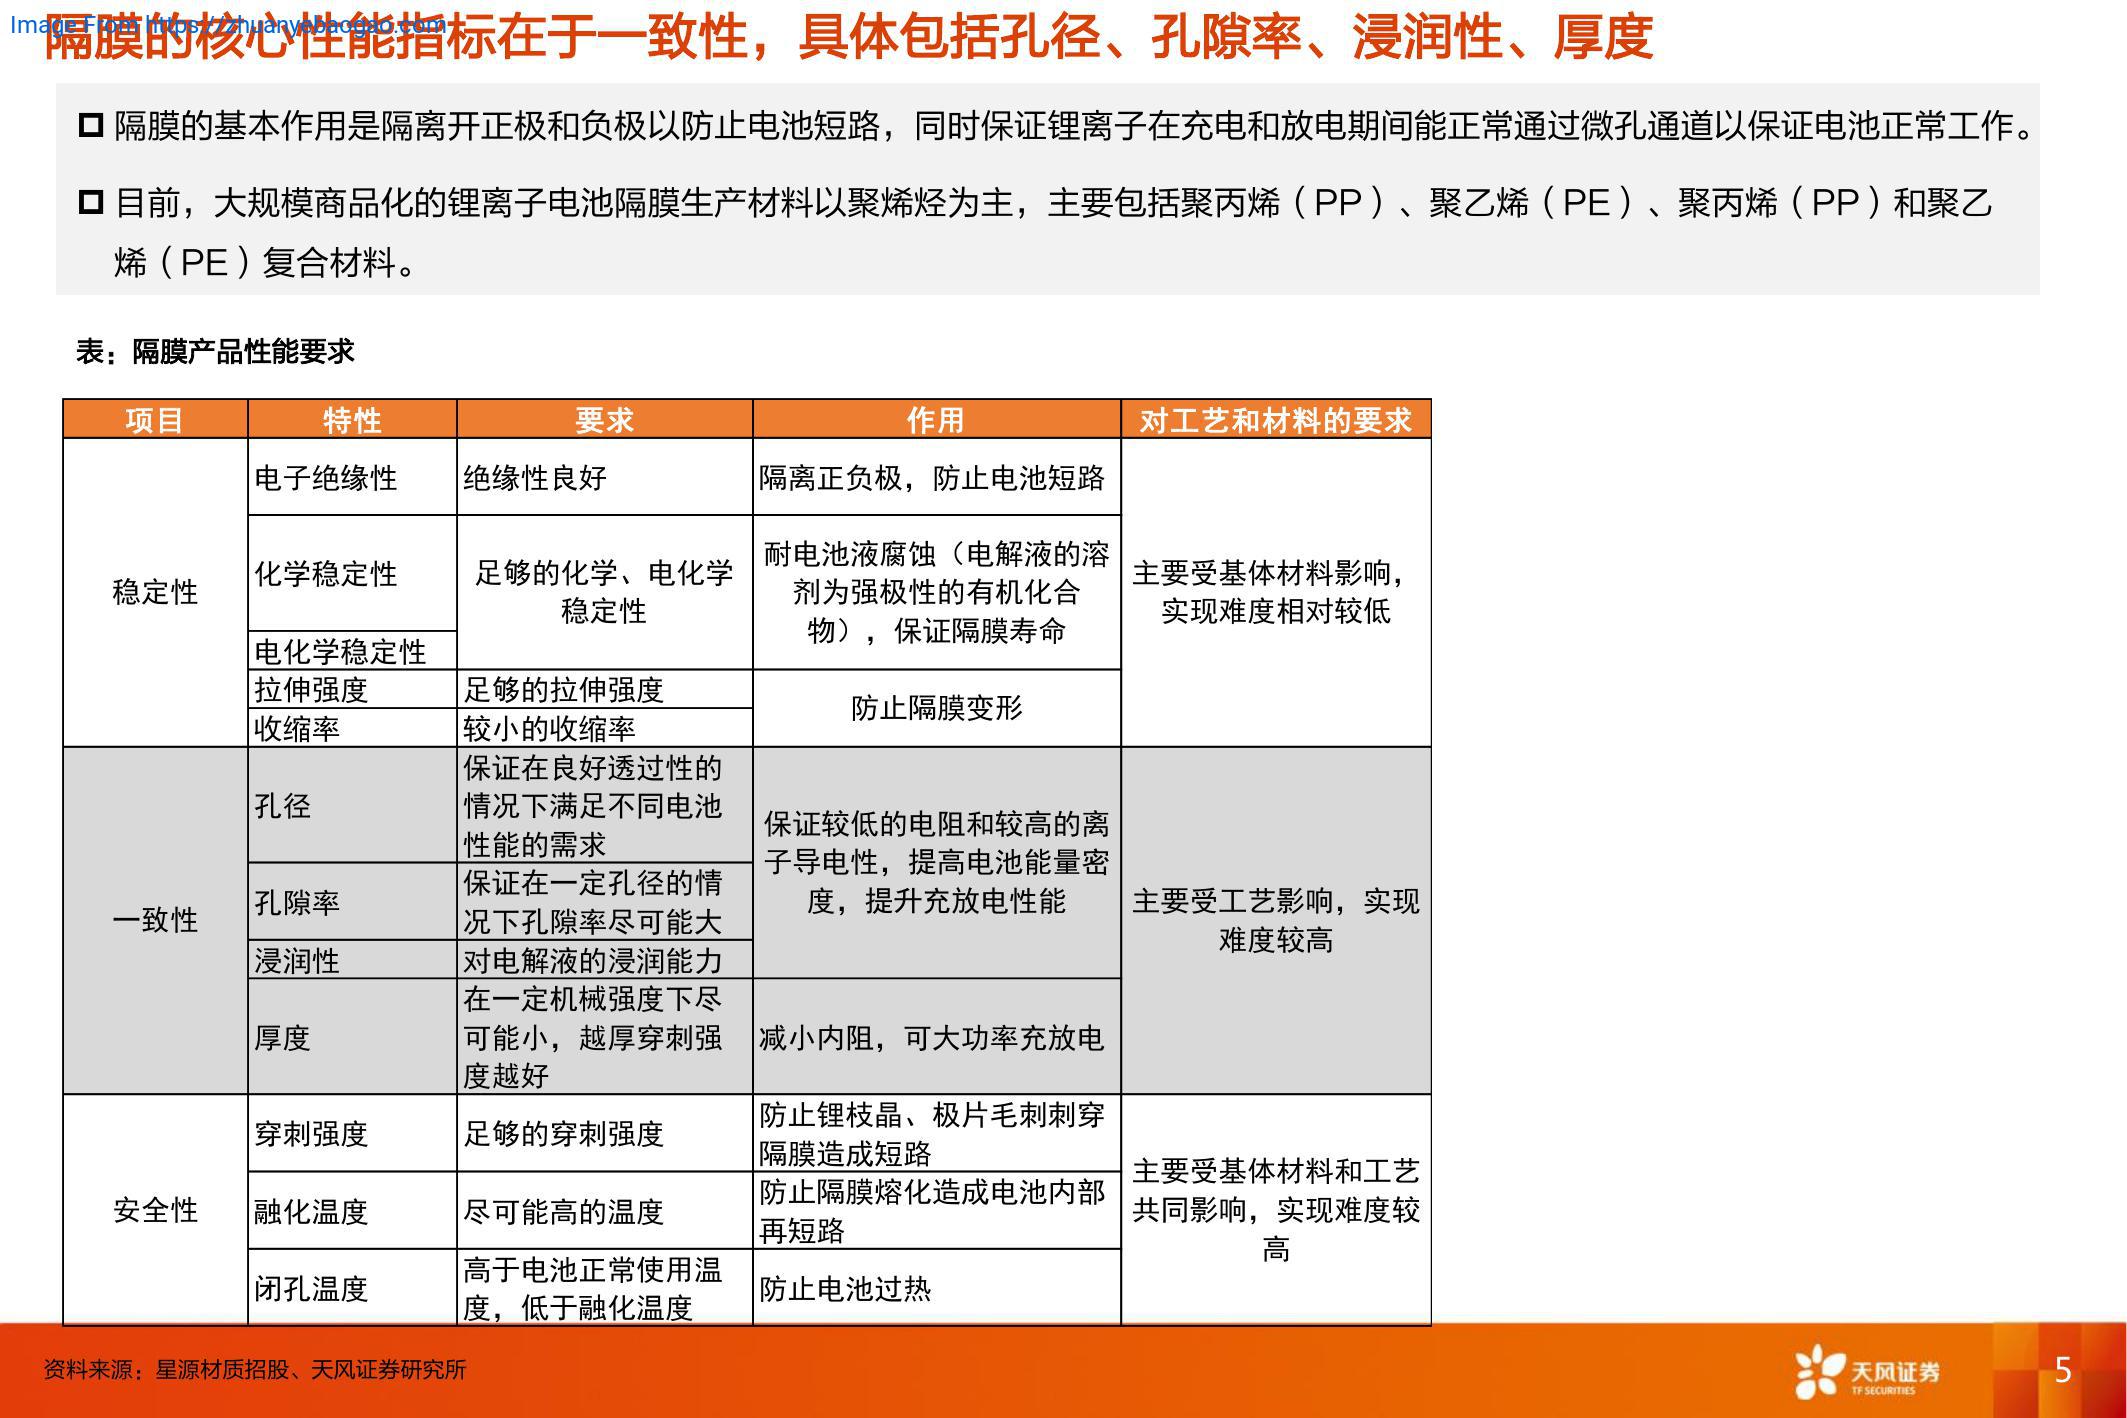 Image From https://zhuanyebaogao.com
隔膜的核心性能指标在于一致性，具体包括孔径、孔隙率、浸润性、厚度
隔膜的基本作用是隔离开正极和负极以防止电池短路，同时保证锂离子在充电和放电期间能正常通过微孔通道以保证电池正常工作。
目前，大规模商品化的锂离子电池隔膜生产材料以聚烯烃为主，主要包括聚丙烯（PP）、聚乙烯（PE）、聚丙烯（PP）和聚乙
烯（PE）复合材料。
表：隔膜产品性能要求
项目 特性 要求 作用 对工艺和材料的要求
稳定性
电子绝缘性
绝缘性良好
隔离正负极，防止电池短路
主要受基体材料影响，
实现难度相对较低
化学稳定性
足够的化学、电化学
稳定性
耐电池液腐蚀（电解液的溶
剂为强极性的有机化合
物），保证隔膜寿命
电化学稳定性
拉伸强度
足够的拉伸强度
防止隔膜变形
收缩率
较小的收缩率
一致性
孔径
保证在良好透过性的
情况下满足不同电池
性能的需求
保证较低的电阻和较高的离
子导电性，提高电池能量密
度，提升充放电性能
主要受工艺影响，实现
难度较高
孔隙率
保证在一定孔径的情
况下孔隙率尽可能大
浸润性
对电解液的浸润能力
厚度
在一定机械强度下尽
可能小，越厚穿刺强
度越好
减小内阻，可大功率充放电
安全性
穿刺强度
足够的穿刺强度
防止锂枝晶、极片毛刺刺穿
隔膜造成短路
主要受基体材料和工艺
共同影响，实现难度较
高
融化温度
尽可能高的温度
防止隔膜熔化造成电池内部
再短路
闭孔温度
高于电池正常使用温
度，低于融化温度
防止电池过热
资料来源：星源材质招股、天风证券研究所
天风证券
TF SECURITIES
5